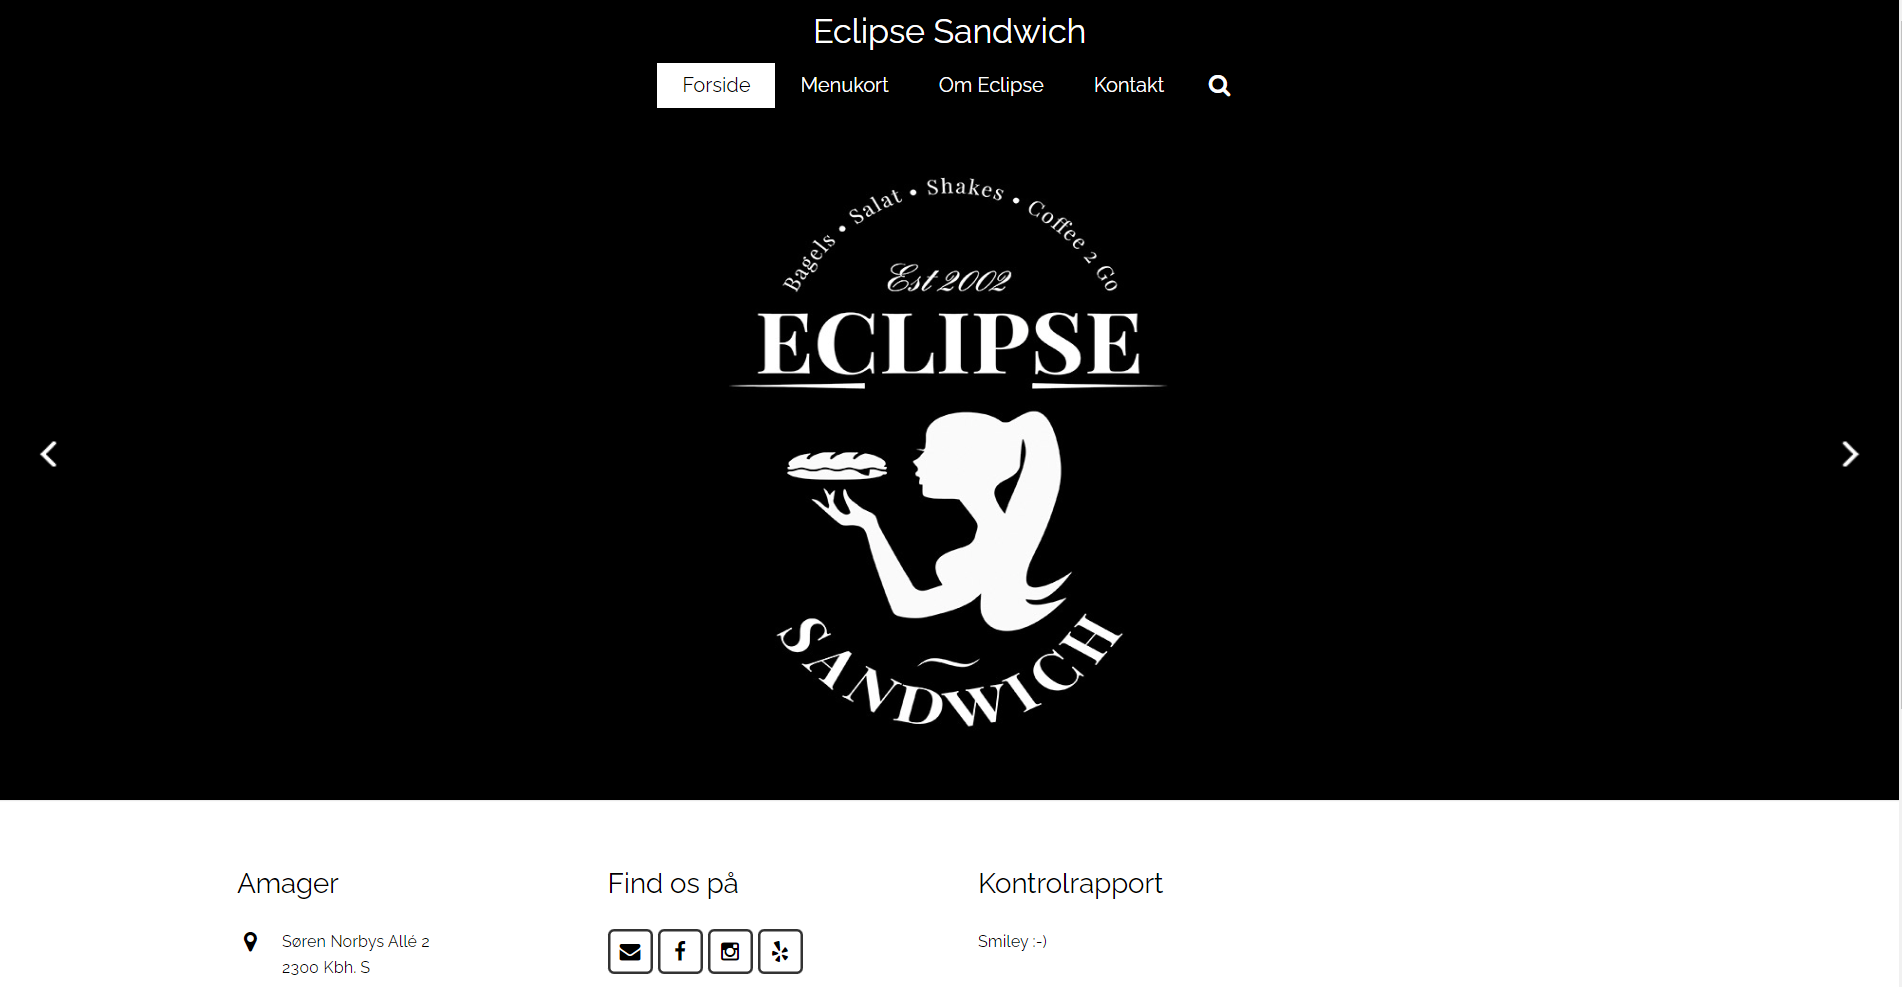 Eclipse Sandwich
Forside Menukort Om Eclipse Kontakt
Bagels • Salat • Shakes • Coffee 2 Go
Est 2002
ECLIPSE
SANDWICH
Amager
Søren Norbys Allé 2
2300 Kbh. S
Find os på
Kontrolrapport
Smiley :-)